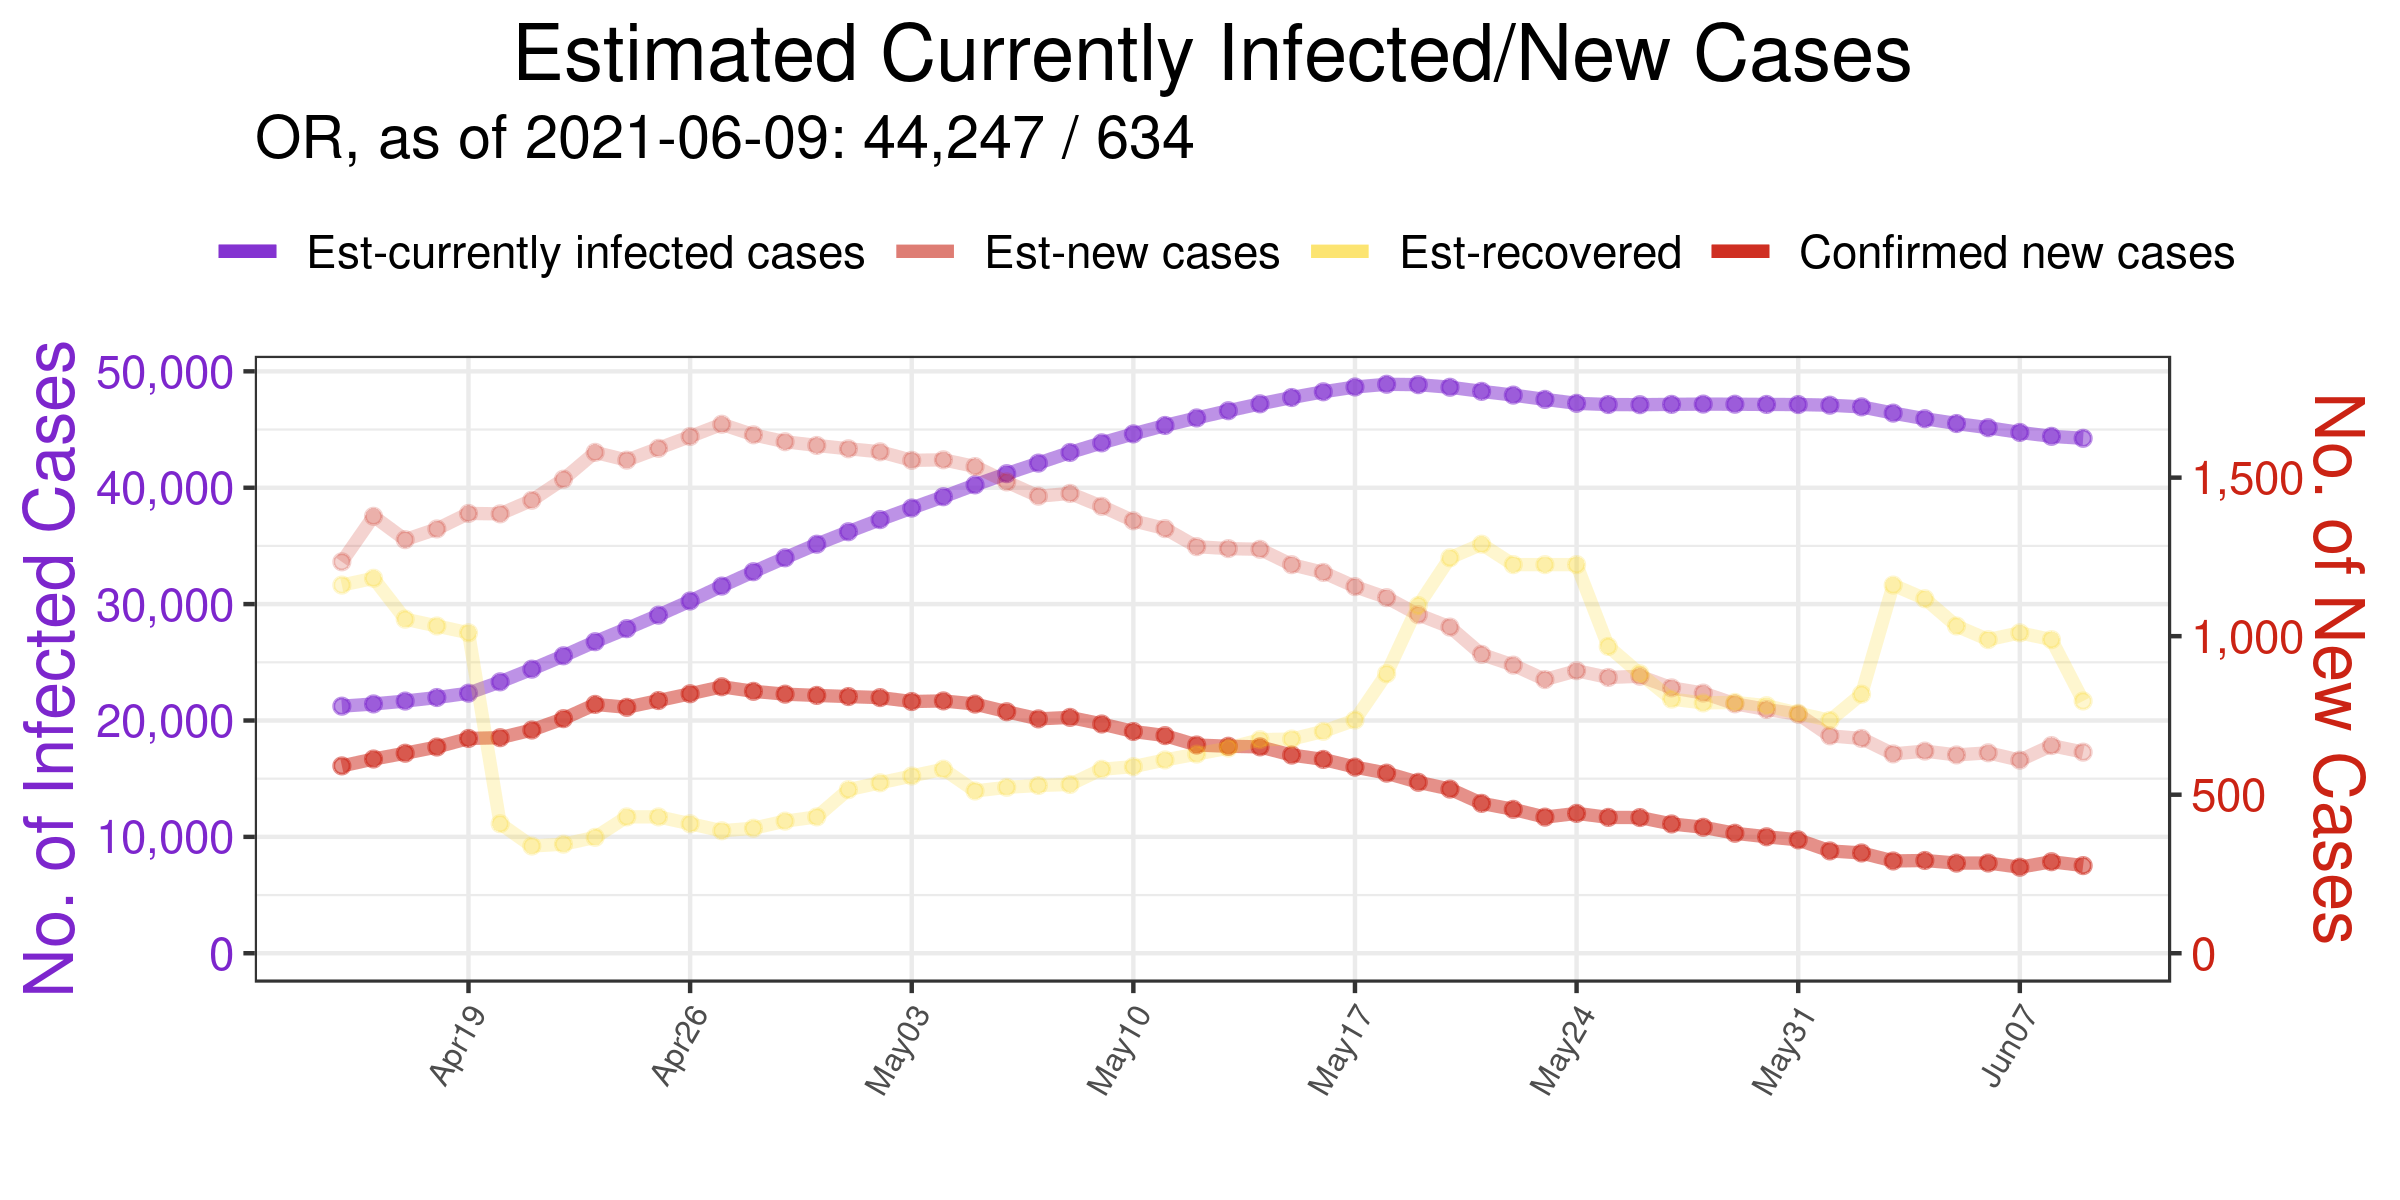 Estimated Currently Infected/New Cases
OR, as of 2021-06-09: 44,247 / 634
Est-currently infected cases Est-new cases Est-recovered Confirmed new cases
No. of Infected Cases
50,000
40,000
30,000
20,000
10,000
0
1,500
1,000
500
0
No. of New Cases
Apr19 Apr26 May03 May10 May17 May24 May31 Jun07